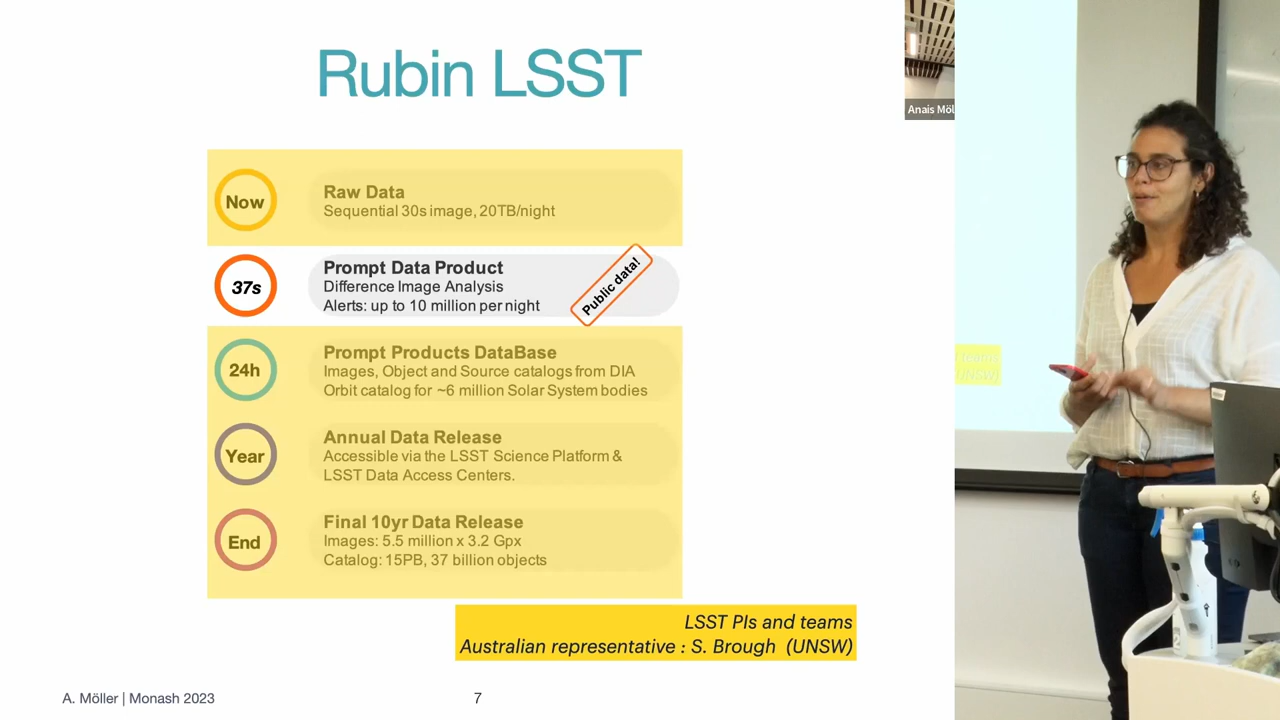 Rubin LSST
Now
Raw Data
Sequential 30s image, 20TB/night
37s
Prompt Data Product
Difference Image Analysis
Alerts: up to 10 million per night
Public data!
24h
Prompt Products DataBase
Images, Object and Source catalogs from DIA
Orbit catalog for ~6 million Solar System bodies
Year
Annual Data Release
Accessible via the LSST Science Platform &
LSST Data Access Centers.
End
Final 10yr Data Release
Images: 5.5 million x 3.2 Gpx
Catalog: 15PB, 37 billion objects
LSST PIs and teams
Australian representative : S. Brough (UNSW)
A. Möller | Monash 2023
7
Anais Möl
teams
(UNSW)